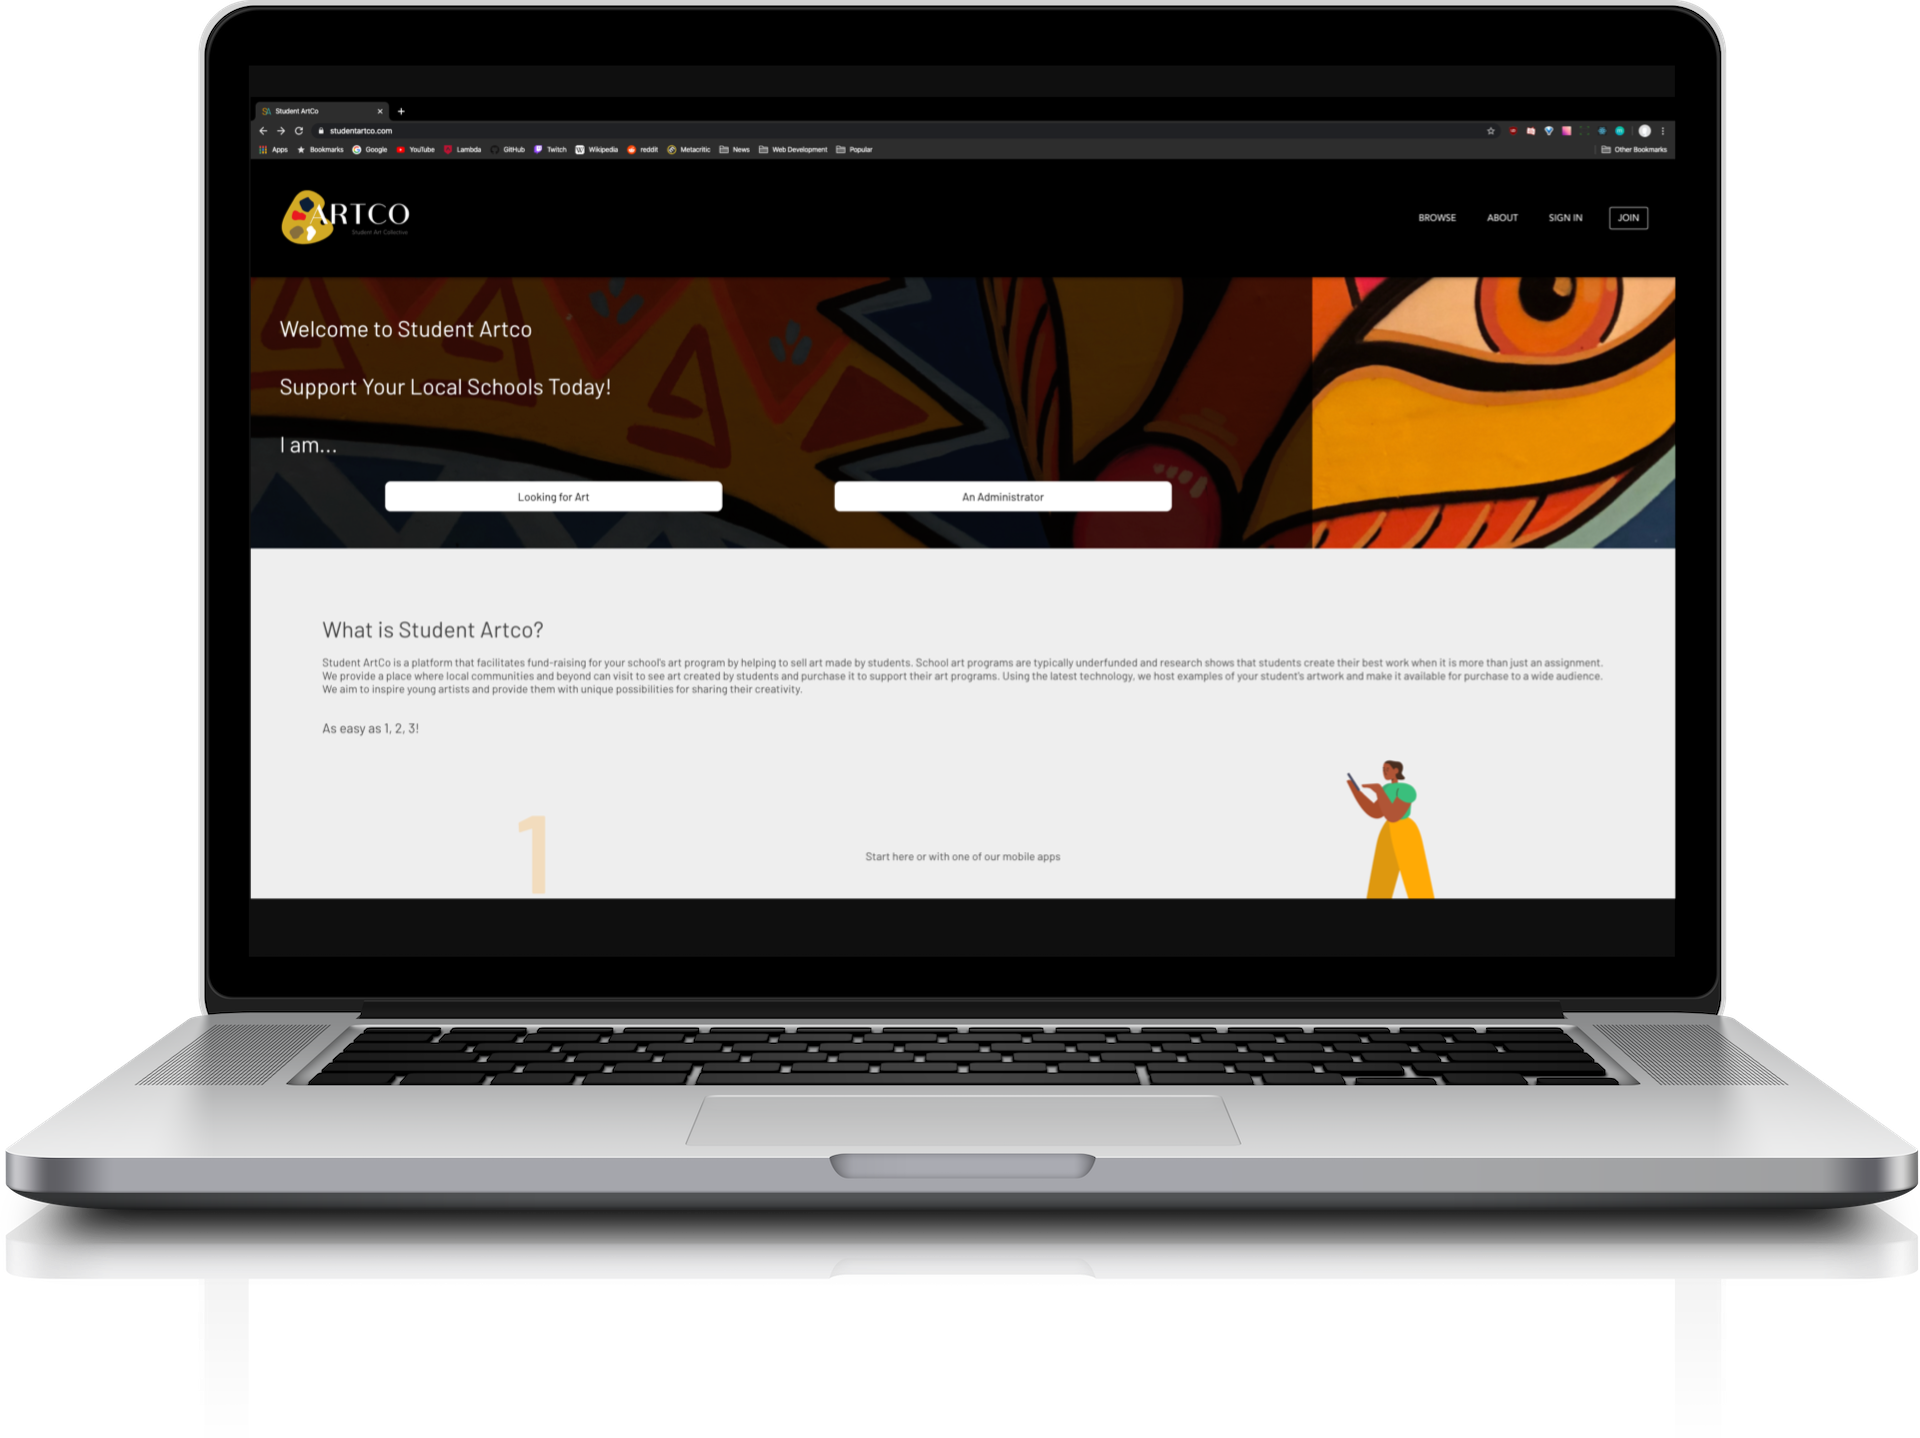 Student ArtCo
studentartco.com
Apps Bookmarks Google YouTube Lambda GitHub Twitch Wikipedia reddit Metacritic News Web Development Popular Other Bookmarks
ARTCO
Student Art Collective
BROWSE ABOUT SIGN IN JOIN
Welcome to Student Artco
Support Your Local Schools Today!
I am...
Looking for Art An Administrator
What is Student Artco?
Student ArtCo is a platform that facilitates fund-raising for your school's art program by helping to sell art made by students. School art programs are typically underfunded and research shows that students create their best work when it is more than just an assignment.
We provide a place where local communities and beyond can visit to see art created by students and purchase it to support their art programs. Using the latest technology, we host examples of your student's artwork and make it available for purchase to a wide audience.
We aim to inspire young artists and provide them with unique possibilities for sharing their creativity.
As easy as 1, 2, 3!
1
Start here or with one of our mobile apps